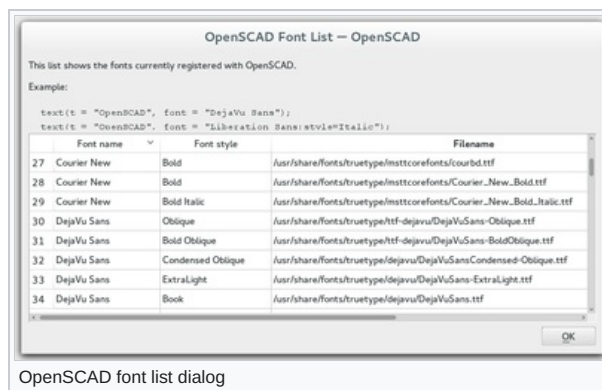 OpenSCAD Font List — OpenSCAD
This list shows the fonts currently registered with OpenSCAD.
Example:
text(t = "OpenSCAD", font = "DejaVu Sans");
text(t = "OpenSCAD", font = "Liberation Sans:style=Italic");
Font name Font style Filename
27 Courier New Bold /usr/share/fonts/truetype/msttcorefonts/courbd.ttf
28 Courier New Bold /usr/share/fonts/truetype/msttcorefonts/Courier_New_Bold.ttf
29 Courier New Bold Italic /usr/share/fonts/truetype/msttcorefonts/Courier_New_Bold_Italic.ttf
30 DejaVu Sans Oblique /usr/share/fonts/truetype/ttf-dejavu/DejaVuSans-Oblique.ttf
31 DejaVu Sans Bold Oblique /usr/share/fonts/truetype/ttf-dejavu/DejaVuSans-BoldOblique.ttf
32 DejaVu Sans Condensed Oblique /usr/share/fonts/truetype/dejavu/DejaVuSansCondensed-Oblique.ttf
33 DejaVu Sans ExtraLight /usr/share/fonts/truetype/dejavu/DejaVuSans-ExtraLight.ttf
34 DejaVu Sans Book /usr/share/fonts/truetype/dejavu/DejaVuSans.ttf
OK
OpenSCAD font list dialog